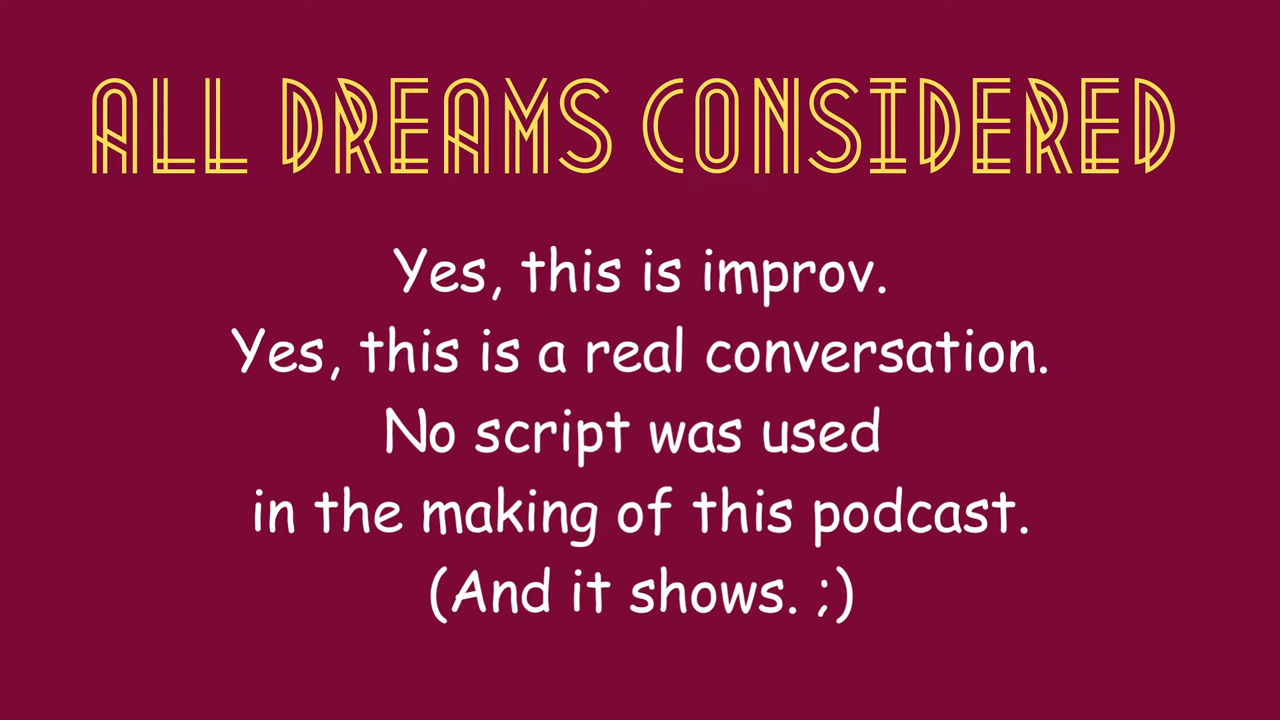 ALL DREAMS CONSIDERED
Yes, this is improv.
Yes, this is a real conversation.
No script was used
in the making of this podcast.
(And it shows. ;)